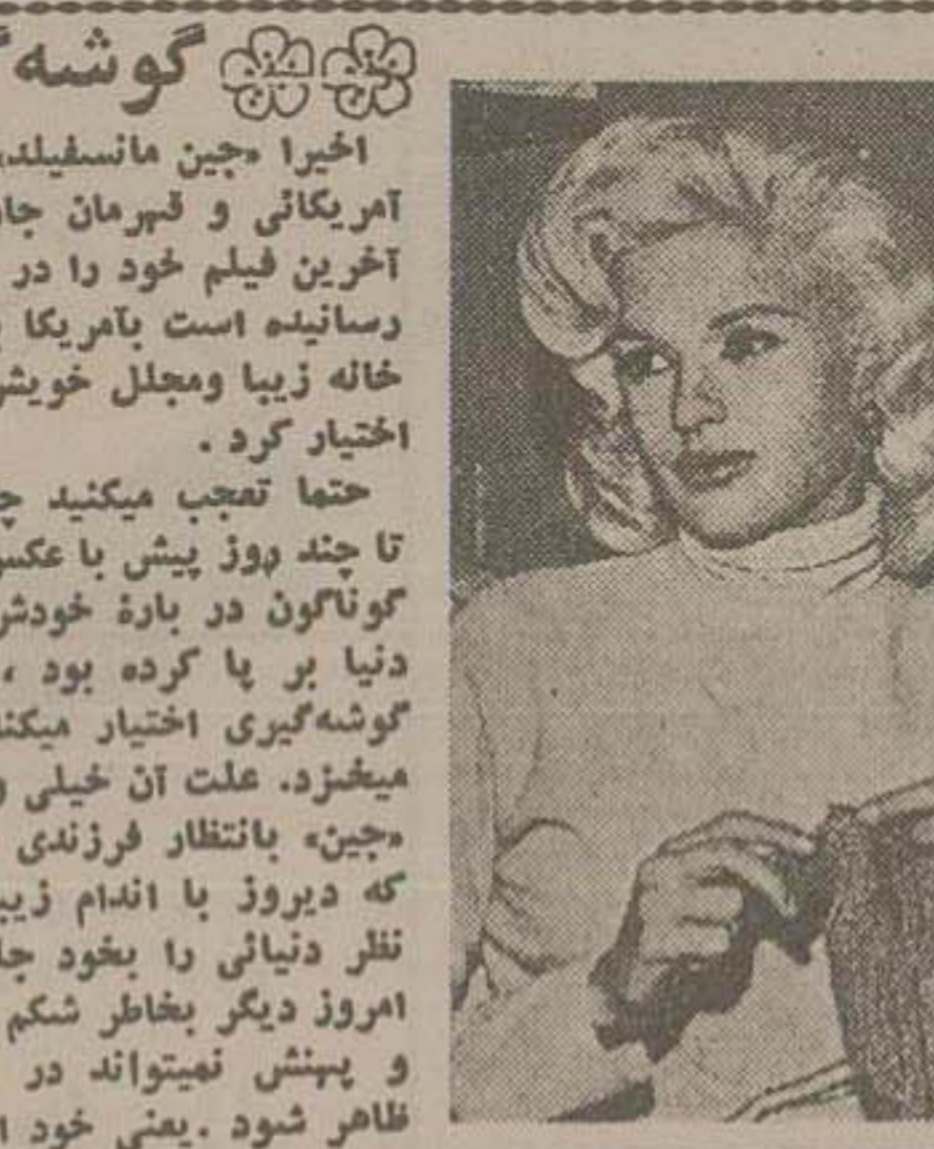 گوشه
اخیرا «جین مانسفیلد»
آمریکائی و قهرمان
آخرین فیلم خود را در
رسانیده است بآمریکا
خانه زیبا ومجلل خویش
اختیار کرد .
حتما تعجب میکنید
تا چند روز پیش با عکس
گوناگون در بارهٔ خودش
دنیا بر پا کرده بود ،
گوشه‌گیری اختیار میکند
میخزد. علت آن خیلی و
«جین» بانتظار فرزندی
که دیروز با اندام
نظر دنیائی را بخود
امروز دیگر بخاطر شکم
و پهنش نمیتواند در
ظاهر شود .یعنی خود